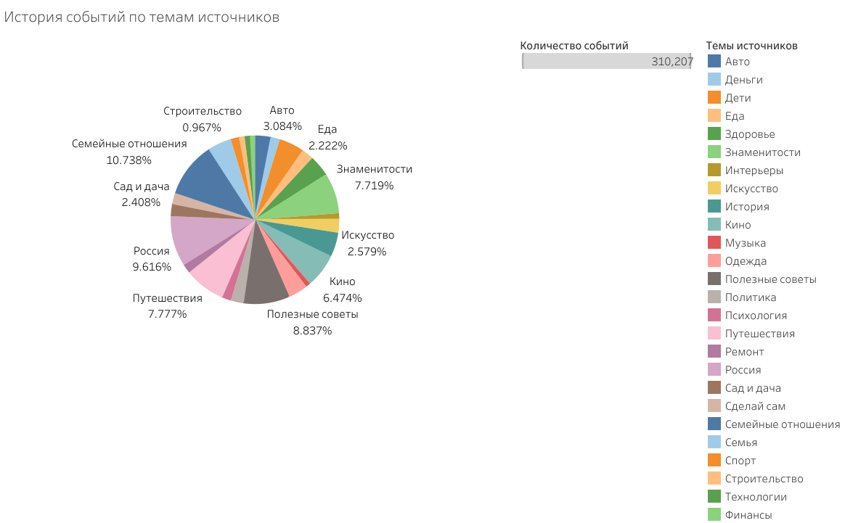 История событий по темам источников
Количество событий
310,207
Темы источников
Авто
Деньги
Дети
Еда
Здоровье
Знаменитости
Интерьеры
Искусство
История
Кино
Музыка
Одежда
Полезные советы
Политика
Психология
Путешествия
Ремонт
Россия
Сад и дача
Сделай сам
Семейные отношения
Семья
Спорт
Строительство
Технологии
Финансы
Строительство
0.967%
Авто
3.084%
Еда
2.222%
Семейные отношения
10.738%
Знаменитости
7.719%
Сад и дача
2.408%
Искусство
2.579%
Россия
9.616%
Кино
6.474%
Путешествия
7.777%
Полезные советы
8.837%